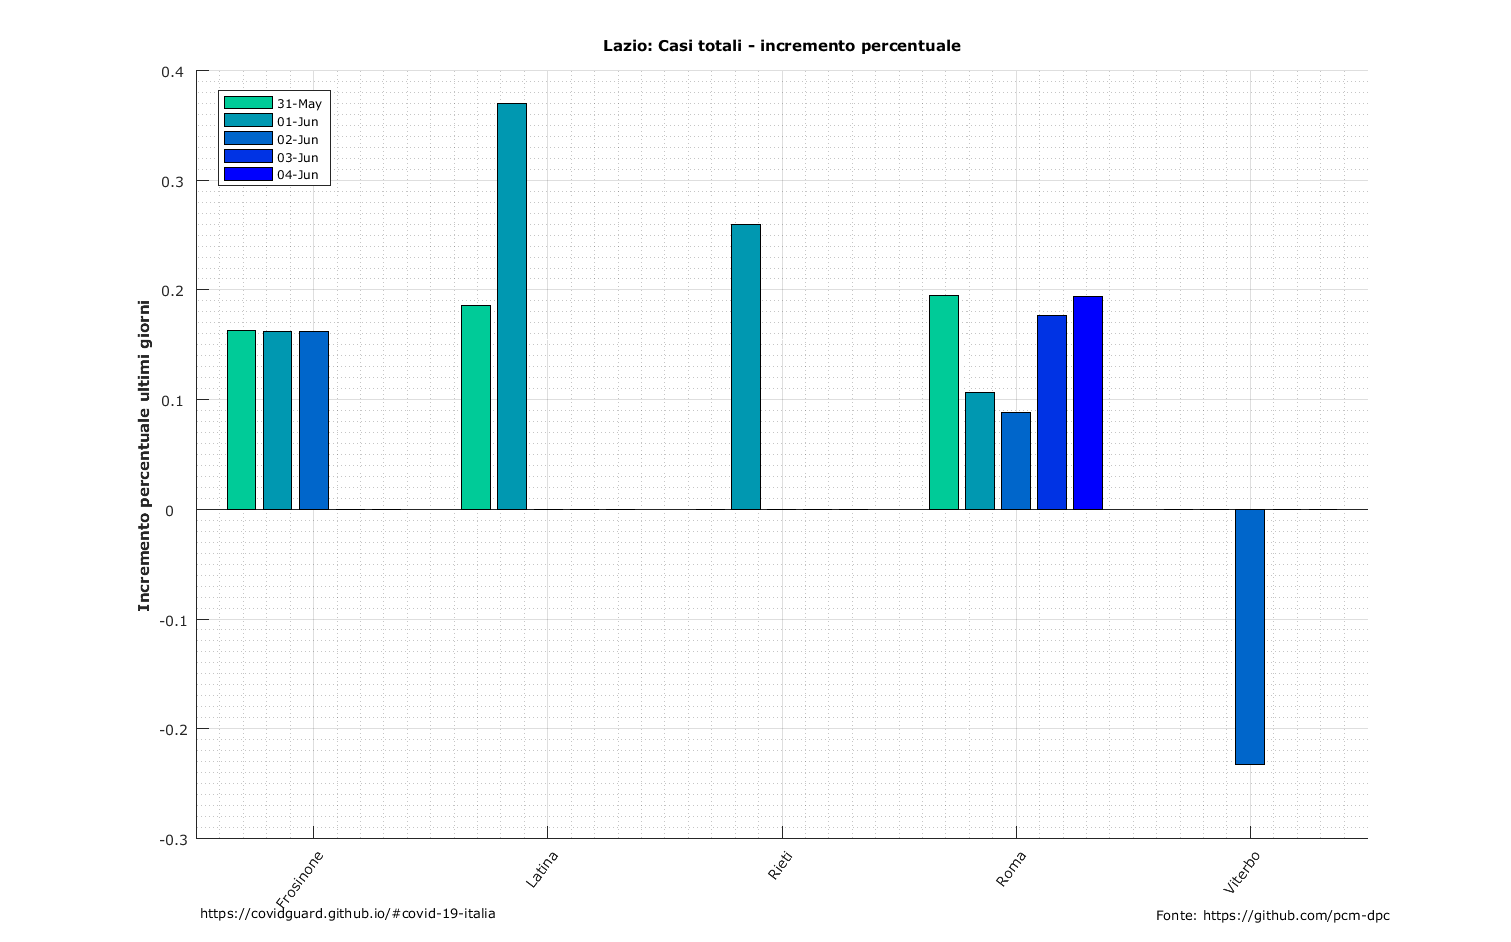 Lazio: Casi totali - incremento percentuale
0.4
0.3
0.2
0.1
0
-0.1
-0.2
-0.3
Incremento percentuale ultimi giorni
31-May
01-Jun
02-Jun
03-Jun
04-Jun
Frosinone
Latina
Rieti
Roma
Viterbo
https://covidguard.github.io/#covid-19-italia
Fonte: https://github.com/pcm-dpc